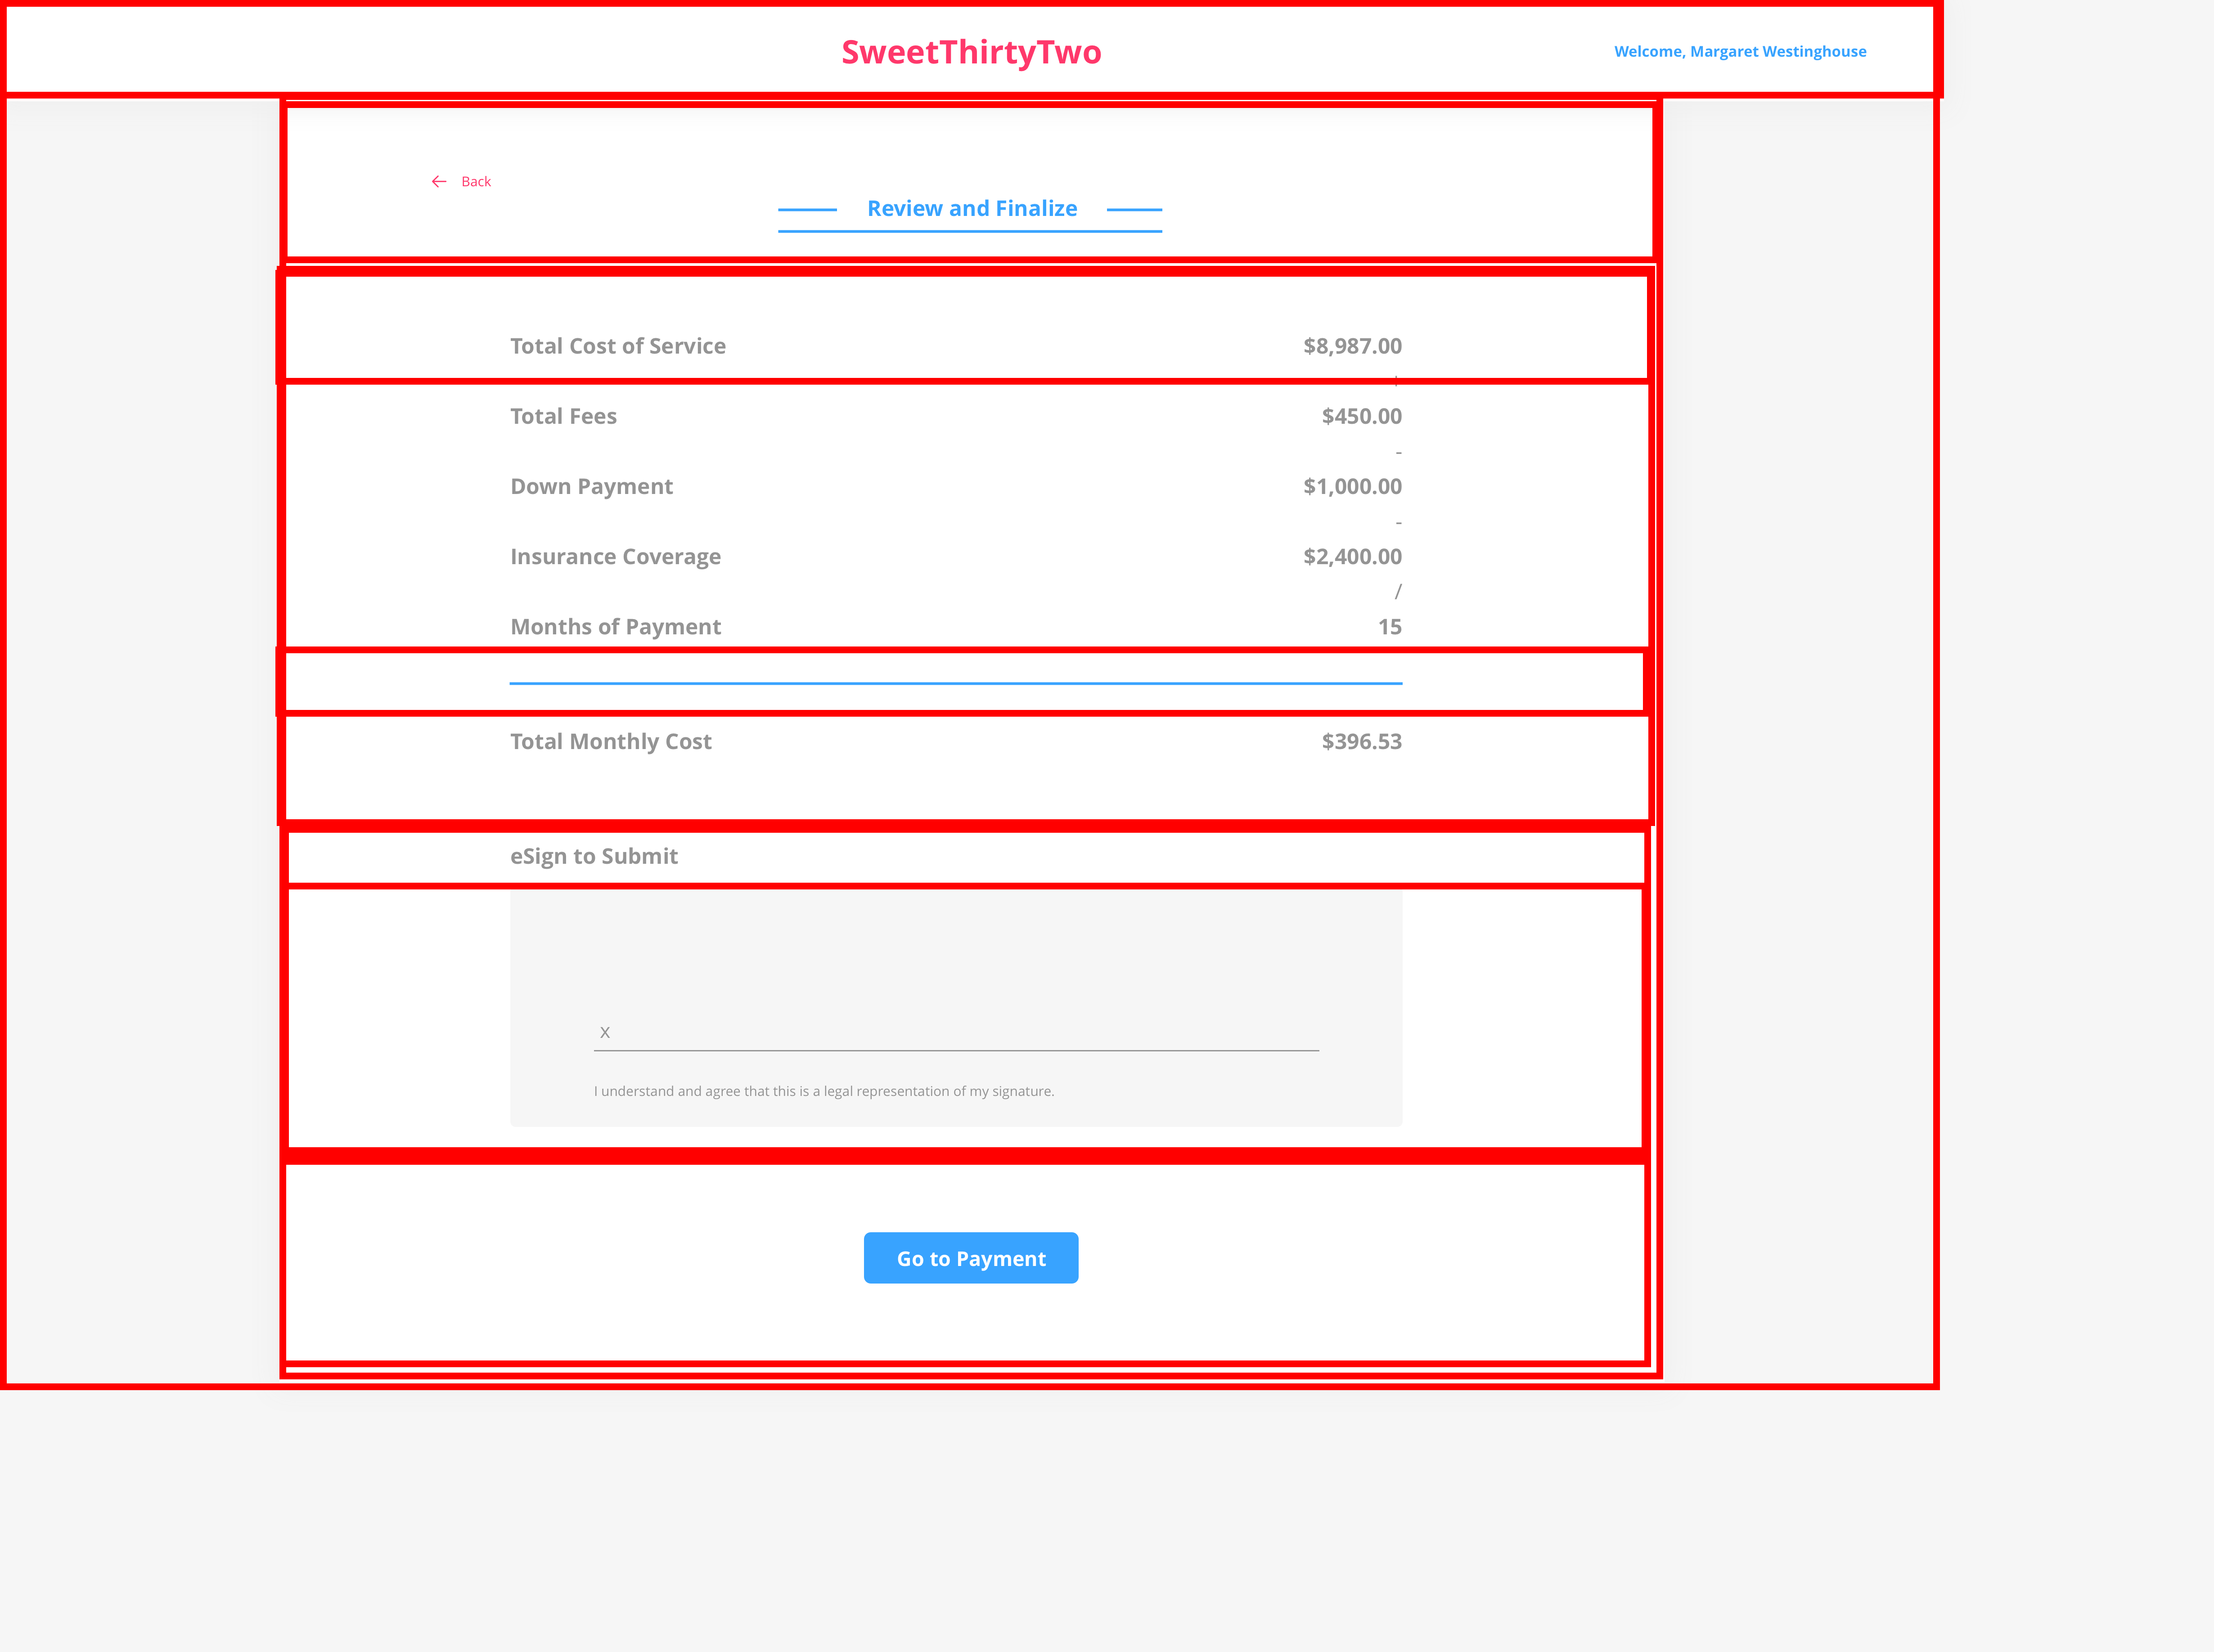 SweetThirtyTwo
Welcome, Margaret Westinghouse
Back
Review and Finalize
Total Cost of Service $8,987.00
Total Fees $450.00
-
Down Payment $1,000.00
-
Insurance Coverage $2,400.00
/
Months of Payment 15
Total Monthly Cost $396.53
eSign to Submit
X
I understand and agree that this is a legal representation of my signature.
Go to Payment